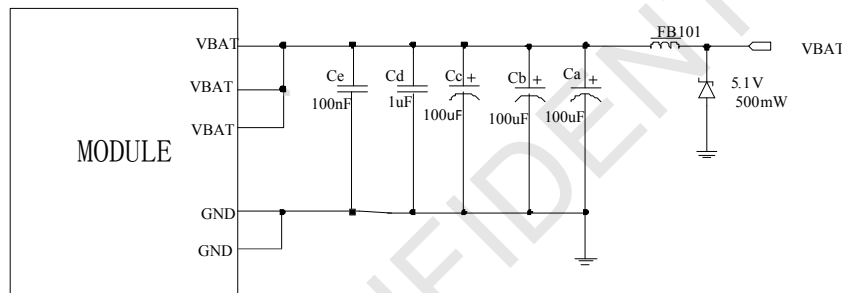 FB101
VBAT
VBAT
Ce
Cd
Cc +
Cb +
Ca +
5.1V
500mW
VBAT
100nF
1uF
100uF
100uF
100uF
VBAT
MODULE
GND
GND
FIDENT